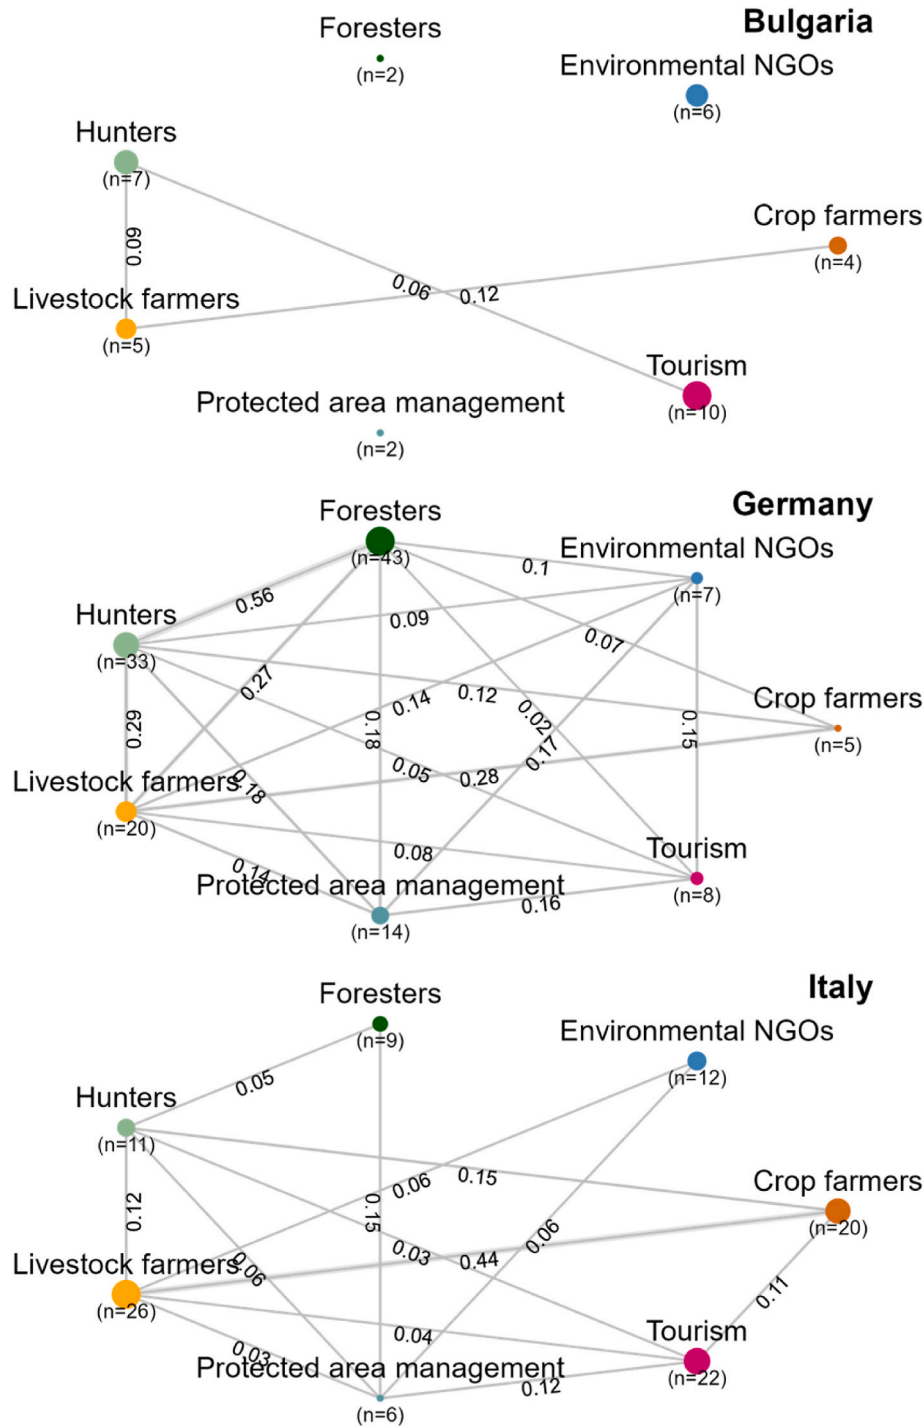 Bulgaria
Foresters
(n=2)
Environmental NGOs
(n=6)
Hunters
(n=7)
Crop farmers
(n=4)
0.09
0.06
0.12
Livestock farmers
(n=5)
Tourism
(n=10)
Protected area management
(n=2)
Germany
Foresters
(n=43)
Environmental NGOs
(n=7)
0.1
0.56
Hunters
(n=33)
0.09
0.07
0.27
0.14
0.12
Crop farmers
(n=5)
0.29
0.18
0.02
0.15
0.17
0.05
0.28
Livestock farmers
(n=20)
0.18
0.08
Tourism
(n=8)
0.14
Protected area management
(n=14)
0.16
Italy
Foresters
(n=9)
Environmental NGOs
(n=12)
0.05
Hunters
(n=11)
0.06
0.15
Crop farmers
(n=20)
0.12
0.15
0.06
0.03
0.44
Livestock farmers
(n=26)
0.06
0.11
0.04
Tourism
(n=22)
0.03
Protected area management
(n=6)
0.12